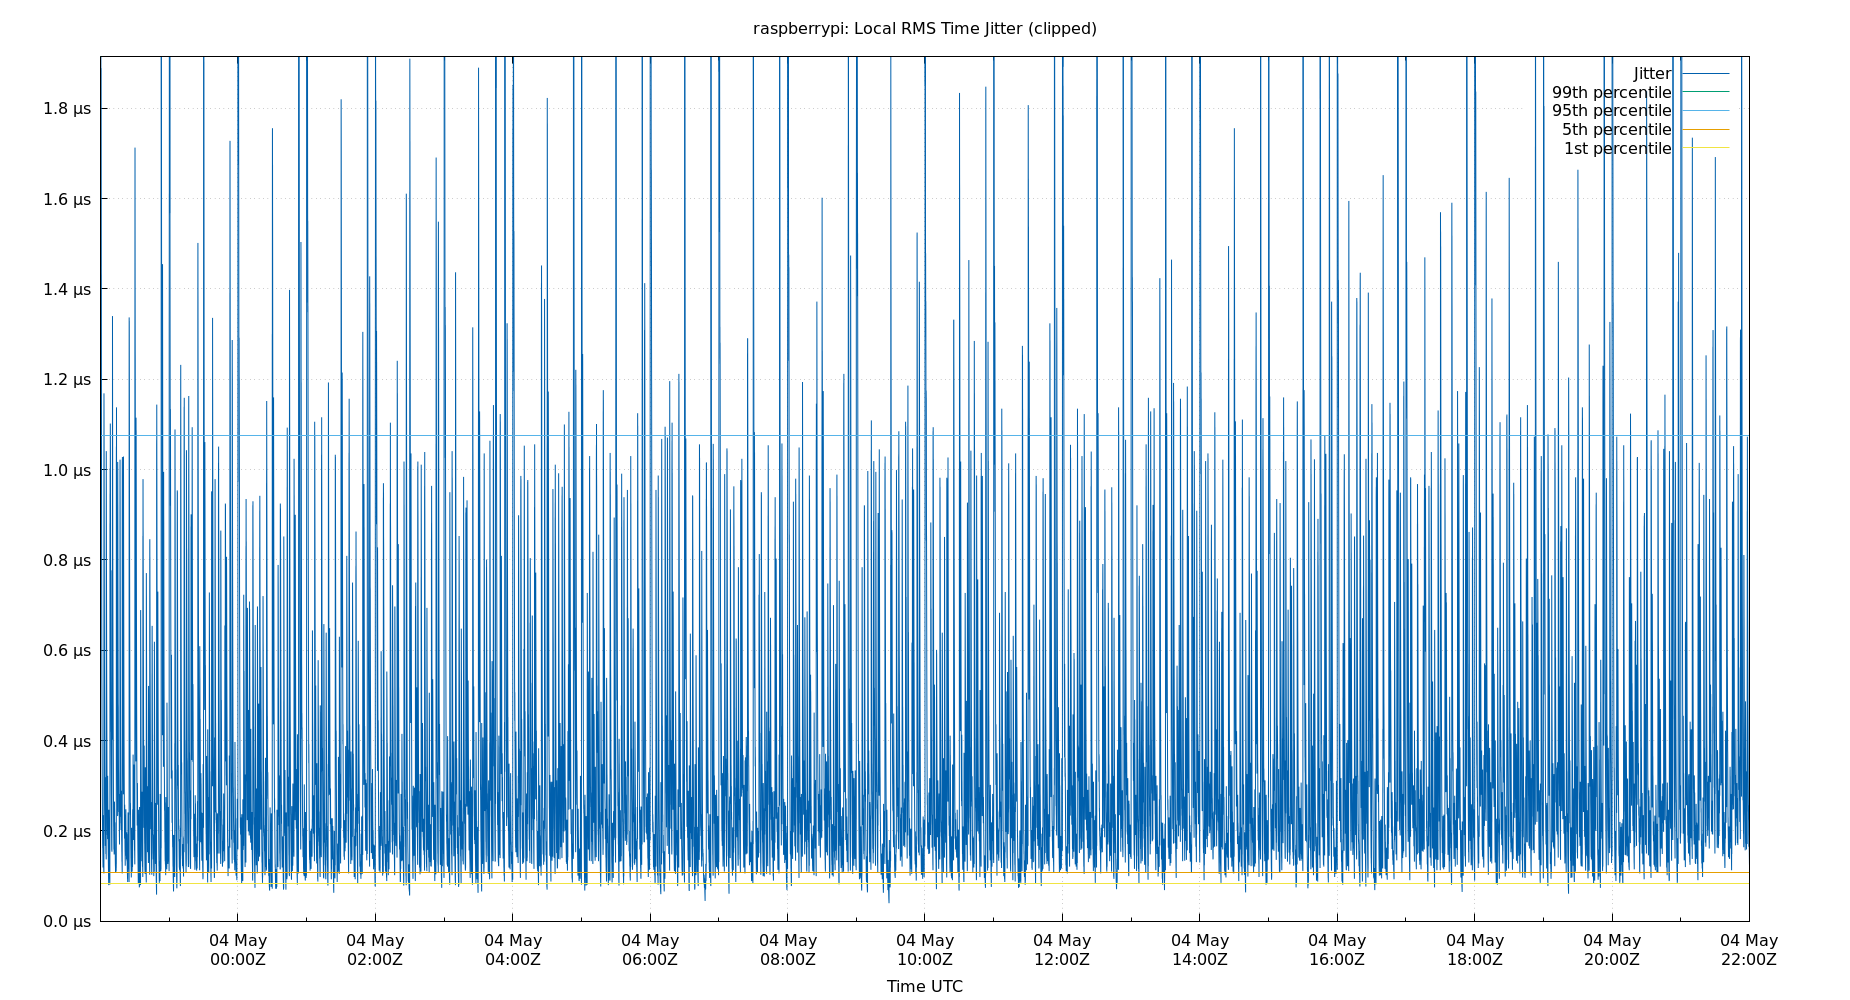 raspberrypi: Local RMS Time Jitter (clipped)
Jitter
99th percentile
95th percentile
5th percentile
1st percentile
1.8 µs
1.6 µs
1.4 µs
1.2 µs
1.0 µs
0.8 µs
0.6 µs
0.4 µs
0.2 µs
0.0 µs
04 May 04 May 04 May 04 May 04 May 04 May 04 May 04 May 04 May 04 May 04 May 04 May
00:00Z 02:00Z 04:00Z 06:00Z 08:00Z 10:00Z 12:00Z 14:00Z 16:00Z 18:00Z 20:00Z 22:00Z
Time UTC